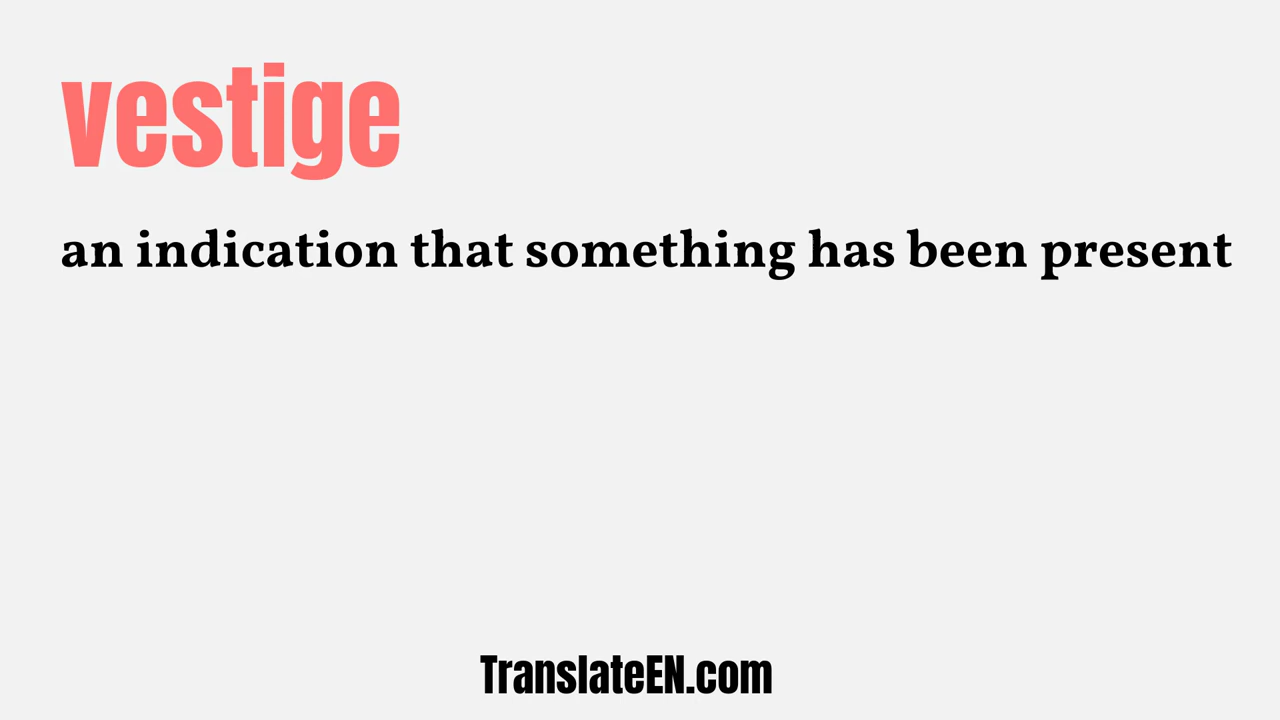 vestige
an indication that something has been present
TranslateEN.com